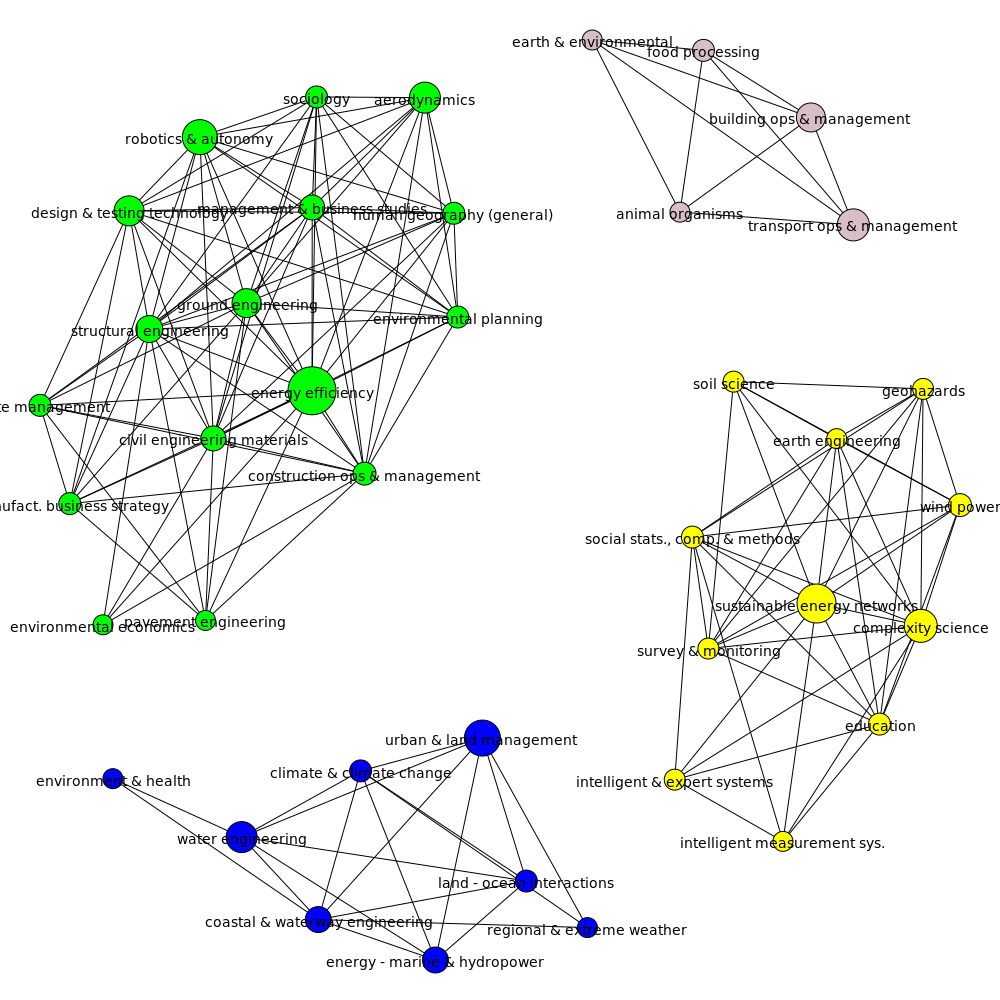 earth & environmental
food processing
building ops & management
animal organisms
transport ops & management
sociology
aerodynamics
robotics & autonomy
design & testing technology
management & business studies
human geography (general)
ground engineering
structural engineering
environmental planning
energy efficiency
te management
civil engineering materials
construction ops & management
nufact. business strategy
environmental economics
pavement engineering
soil science
geohazards
earth engineering
wind power
social stats., comp. & methods
sustainable energy networks
complexity science
survey & monitoring
education
intelligent & expert systems
intelligent measurement sys.
urban & land management
climate & climate change
environment & health
water engineering
land - ocean interactions
coastal & waterway engineering
regional & extreme weather
energy - marine & hydropower